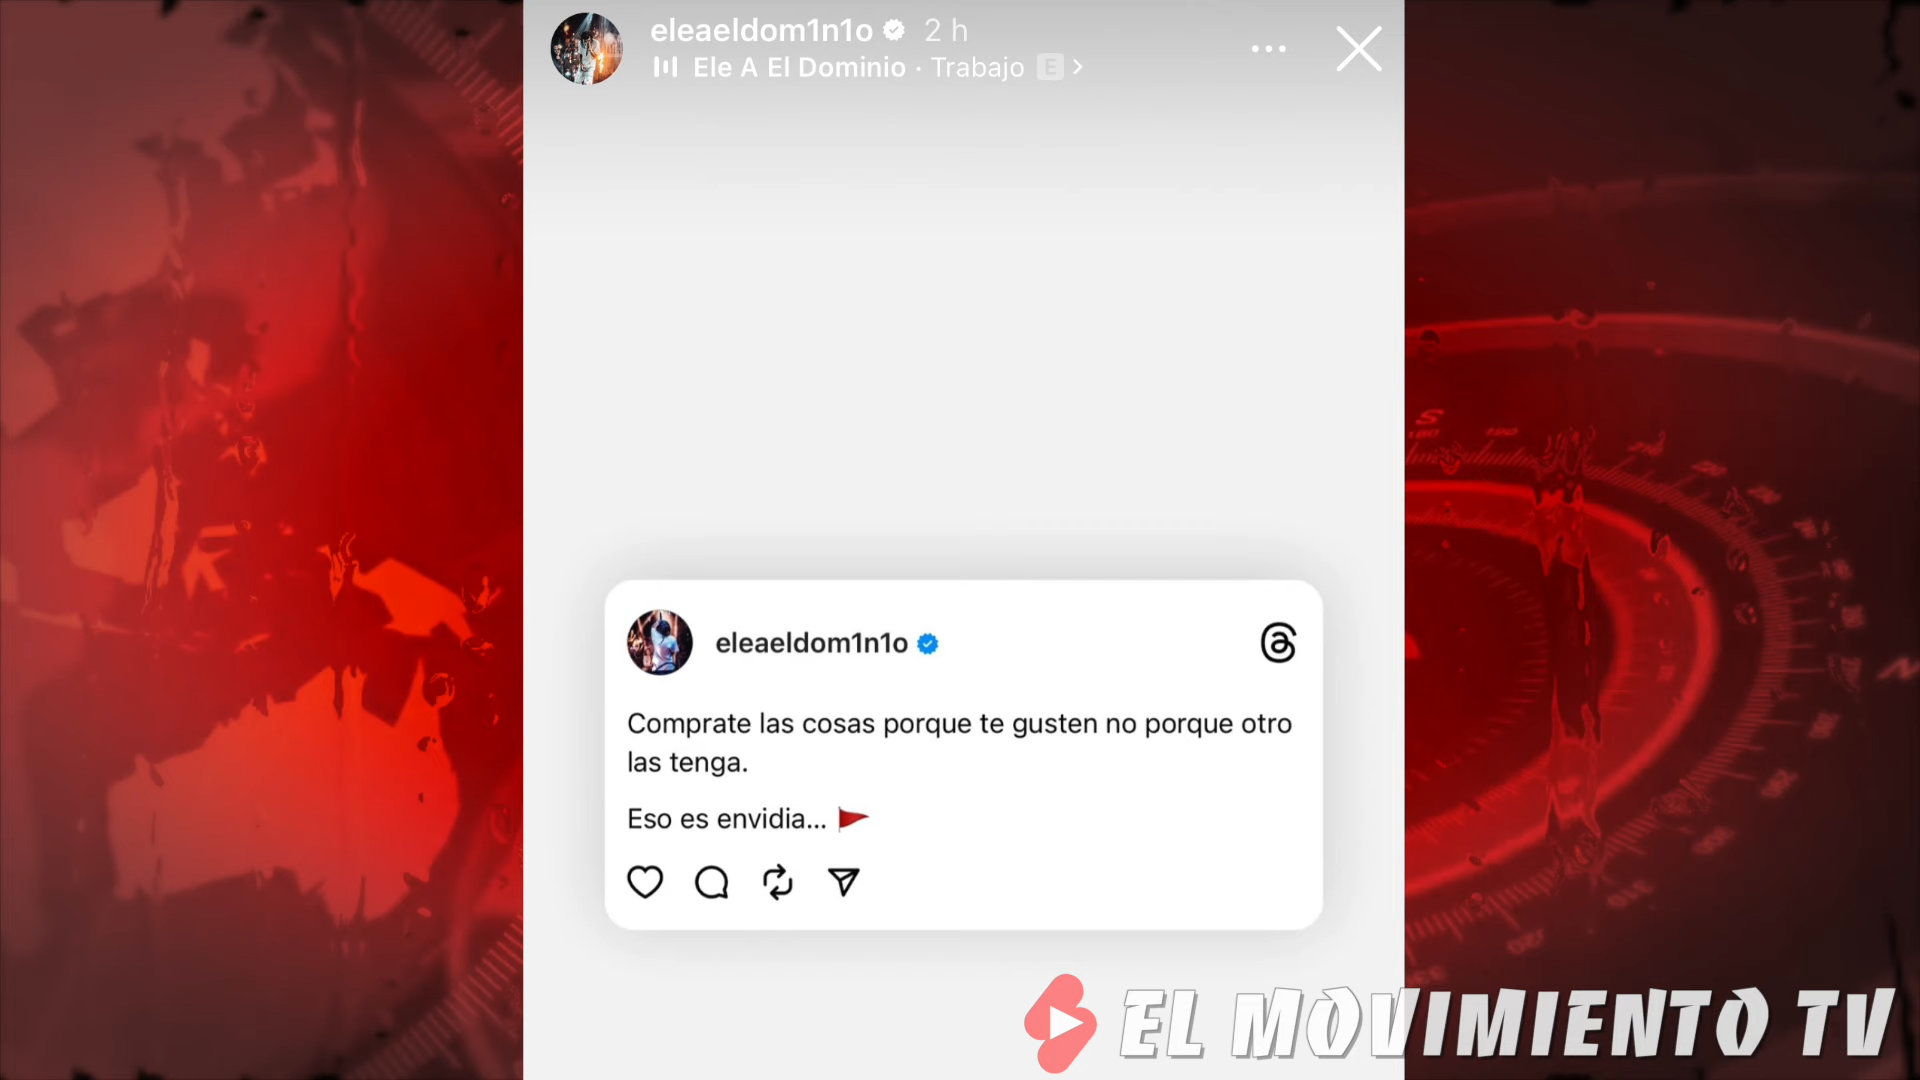 eleaeldom1n1o 2 h
Ele A El Dominio · Trabajo E
eleaeldom1n1o
Comprate las cosas porque te gusten no porque otro
las tenga.
Eso es envidia... 🚩
EL MOVIMIENTO TV